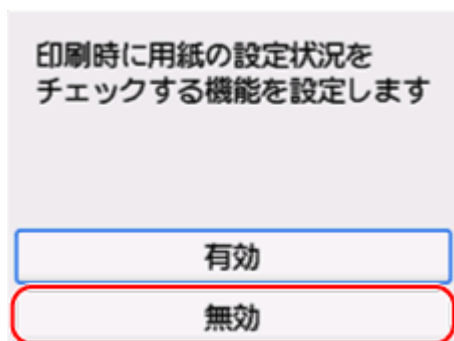 印刷時に用紙の設定状況を
チェックする機能を設定します
有効
無効